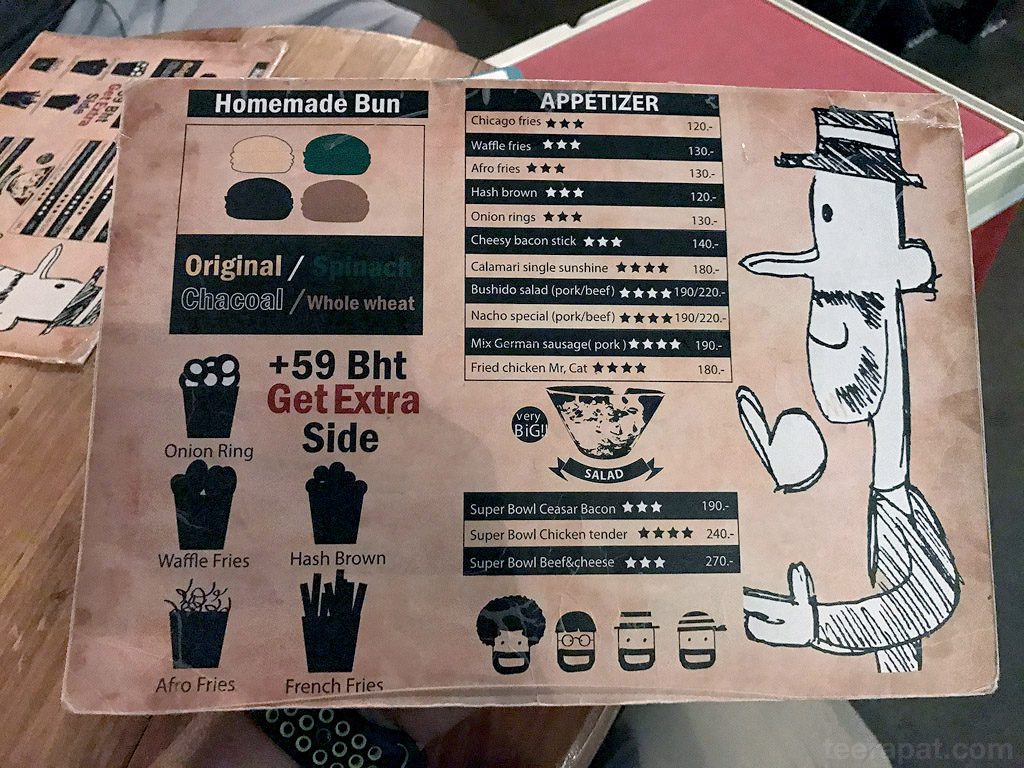 Homemade Bun
Original / Spinach
Chacoal / Whole wheat
+59 Bht
Get Extra
Side
Onion Ring
Waffle Fries
Hash Brown
Afro Fries
French Fries
APPETIZER
Chicago fries ★★★ 120.-
Waffle fries ★★★ 130.-
Afro fries ★★★ 130.-
Hash brown ★★★ 120.-
Onion rings ★★★ 130.-
Cheesy bacon stick ★★★ 140.-
Calamari single sunshine ★★★★ 180.-
Bushido salad (pork/beef) ★★★★ 190/220.-
Nacho special (pork/beef) ★★★★ 190/220.-
Mix German sausage( pork ) ★★★★ 190.-
Fried chicken Mr, Cat ★★★★ 180.-
very
BiG!!
SALAD
Super Bowl Ceasar Bacon ★★★ 190.-
Super Bowl Chicken tender ★★★★ 240.-
Super Bowl Beef&cheese ★★★ 270.-
Bht
Get Extra
Side
teerapat.com